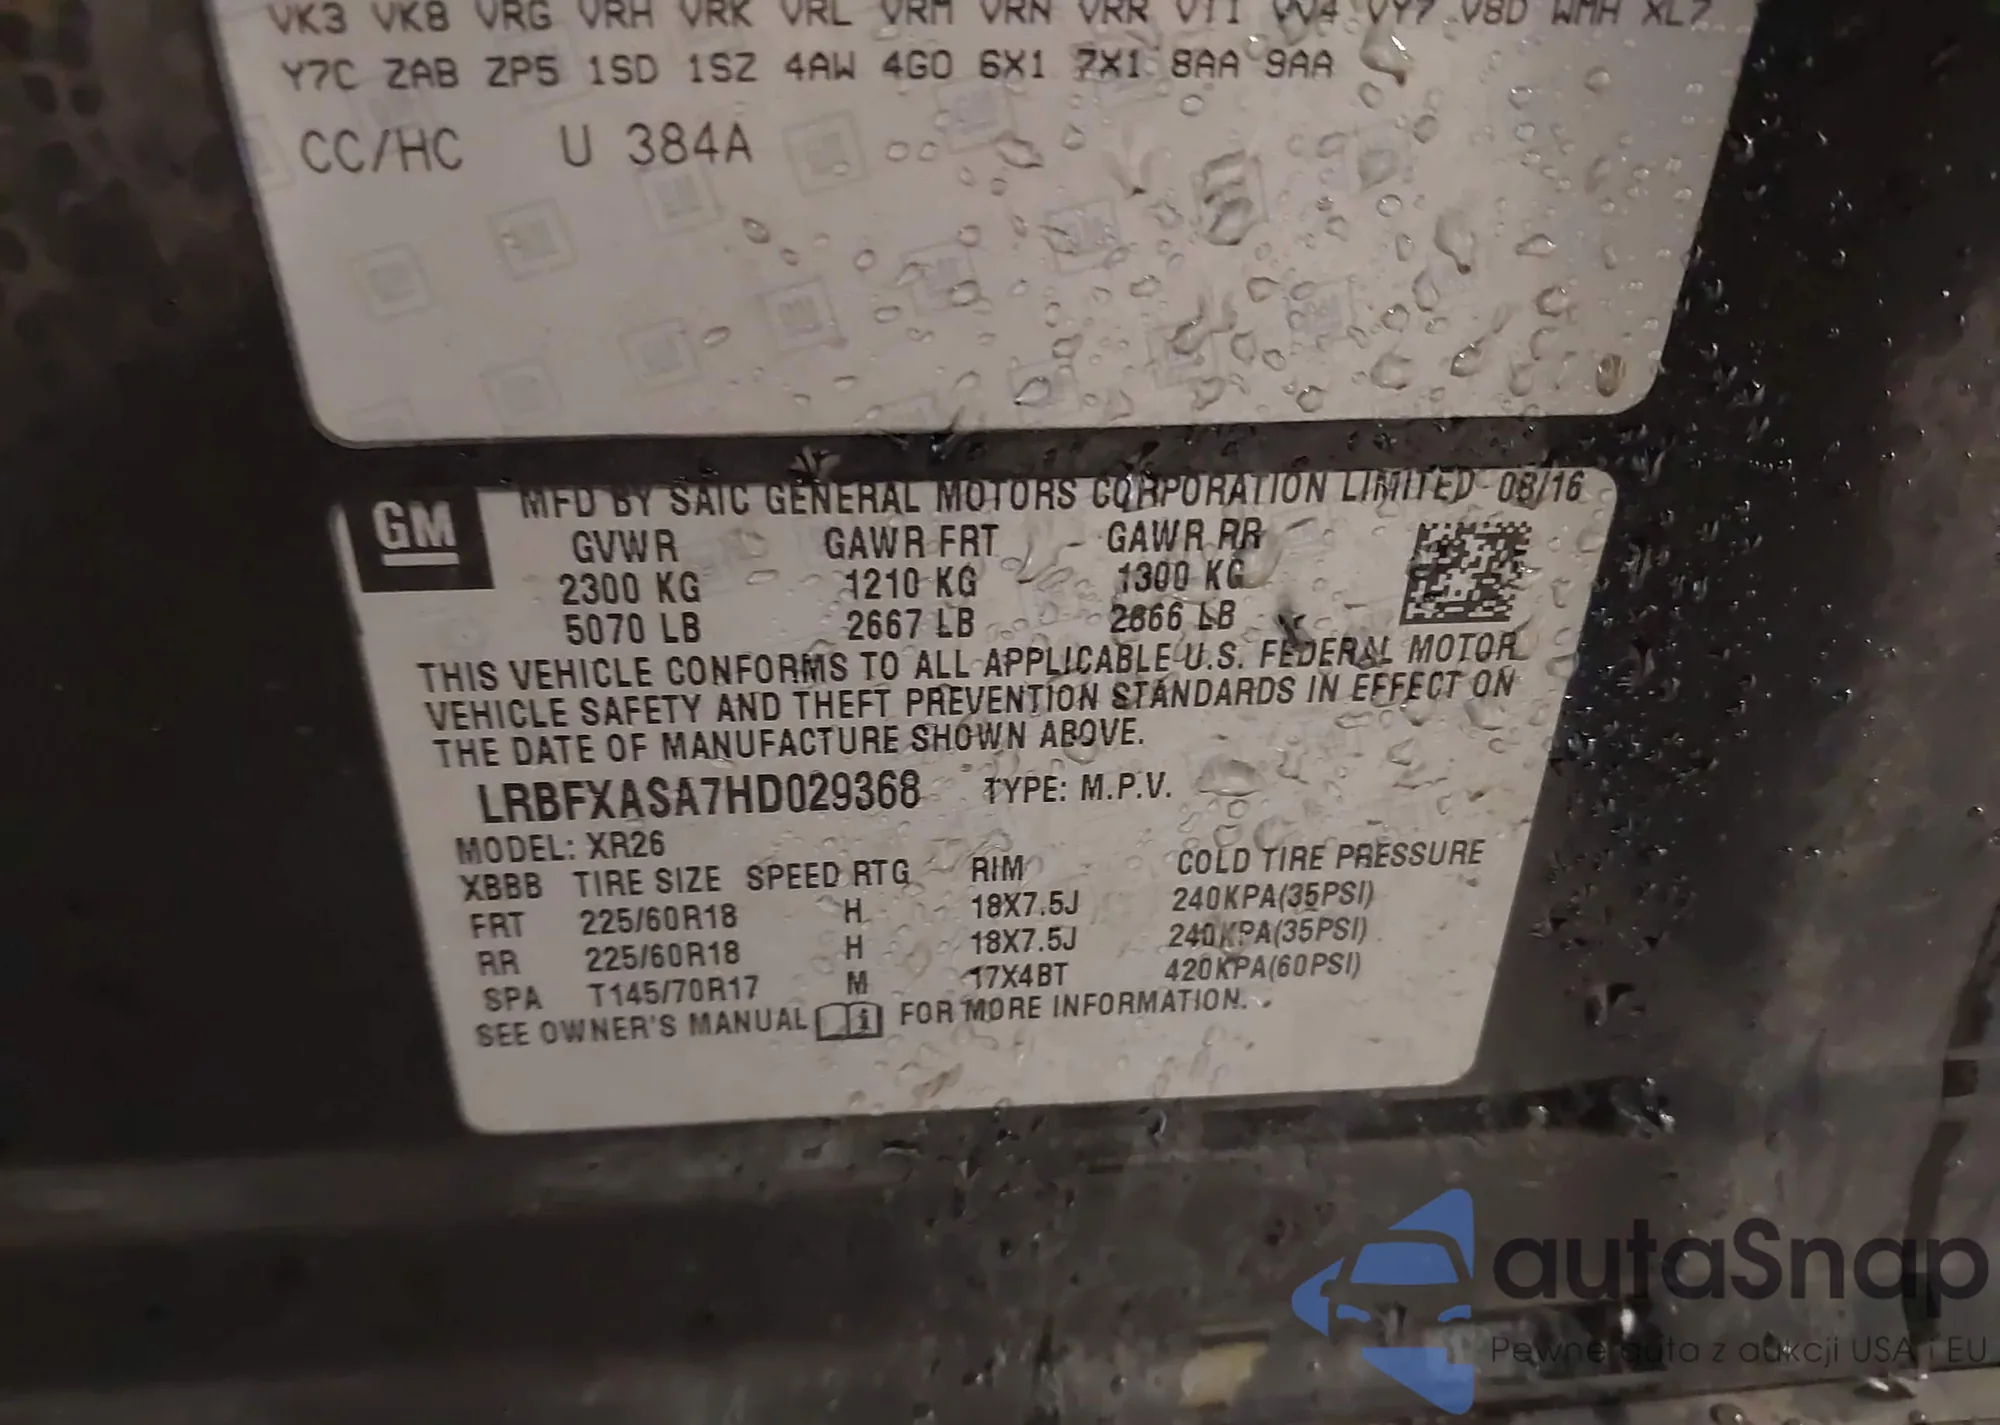 VK3 VK8 VRG VRH VRK VRL VRM VRN VRR VTI VV4 VY7 V8D WMH XL7
Y7C ZAB ZP5 1SD 1SZ 4AW 4G0 6X1 7X1 8AA 9AA
CC/HC U 384A
GM
MFD BY SAIC GENERAL MOTORS CORPORATION LIMITED 08/16
GVWR GAWR FRT GAWR RR
2300 KG 1210 KG 1300 KG
5070 LB 2667 LB 2866 LB
THIS VEHICLE CONFORMS TO ALL APPLICABLE U.S. FEDERAL MOTOR
VEHICLE SAFETY AND THEFT PREVENTION STANDARDS IN EFFECT ON
THE DATE OF MANUFACTURE SHOWN ABOVE.
LRBFXASA7HD029368 TYPE: M.P.V.
MODEL: XR26
XBBB TIRE SIZE SPEED RTG RIM COLD TIRE PRESSURE
FRT 225/60R18 H 18X7.5J 240KPA(35PSI)
RR 225/60R18 H 18X7.5J 240KPA(35PSI)
SPA T145/70R17 M 17X4BT 420KPA(60PSI)
SEE OWNER'S MANUAL i FOR MORE INFORMATION.
autaSnap
Pewne auta z aukcji USA i EU